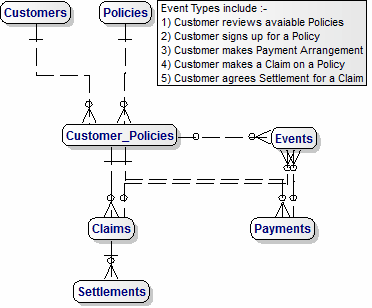 Customers
Policies
Event Types include :-
1) Customer reviews avaiable Policies
2) Customer signs up for a Policy
3) Customer makes Payment Arrangement
4) Customer makes a Claim on a Policy
5) Customer agrees Settlement for a Claim
Customer_Policies
Events
Claims
Payments
Settlements